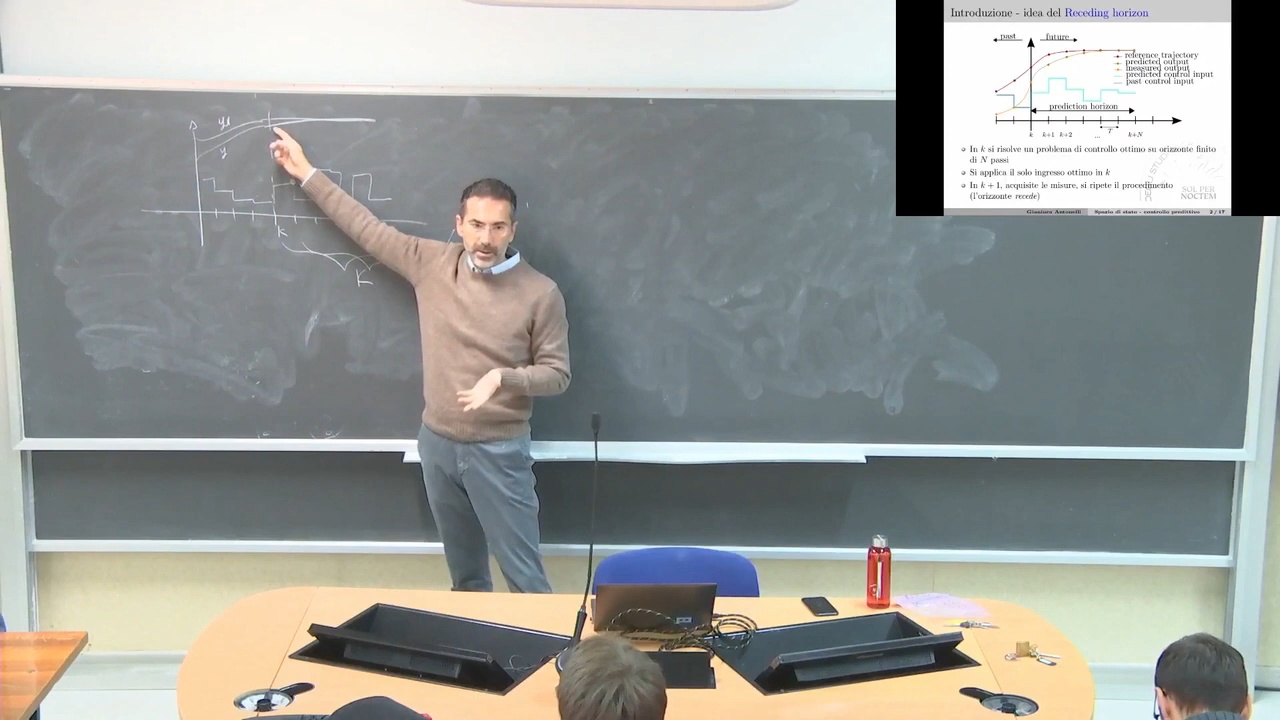 Introduzione - idea del Receding horizon
past future
reference trajectory
predicted output
measured output
predicted control input
past control input
prediction horizon
k k+1 k+2 ... T k+N
In k si risolve un problema di controllo ottimo su orizzonte finito
di N passi
Si applica il solo ingresso ottimo in k
In k + 1, acquisite le misure, si ripete il procedimento
(l'orizzonte recede)
SOL PER
NOCTEM
Gianluca Antonelli Spazio di stato - controllo predittivo 2 / 17
y
k
K